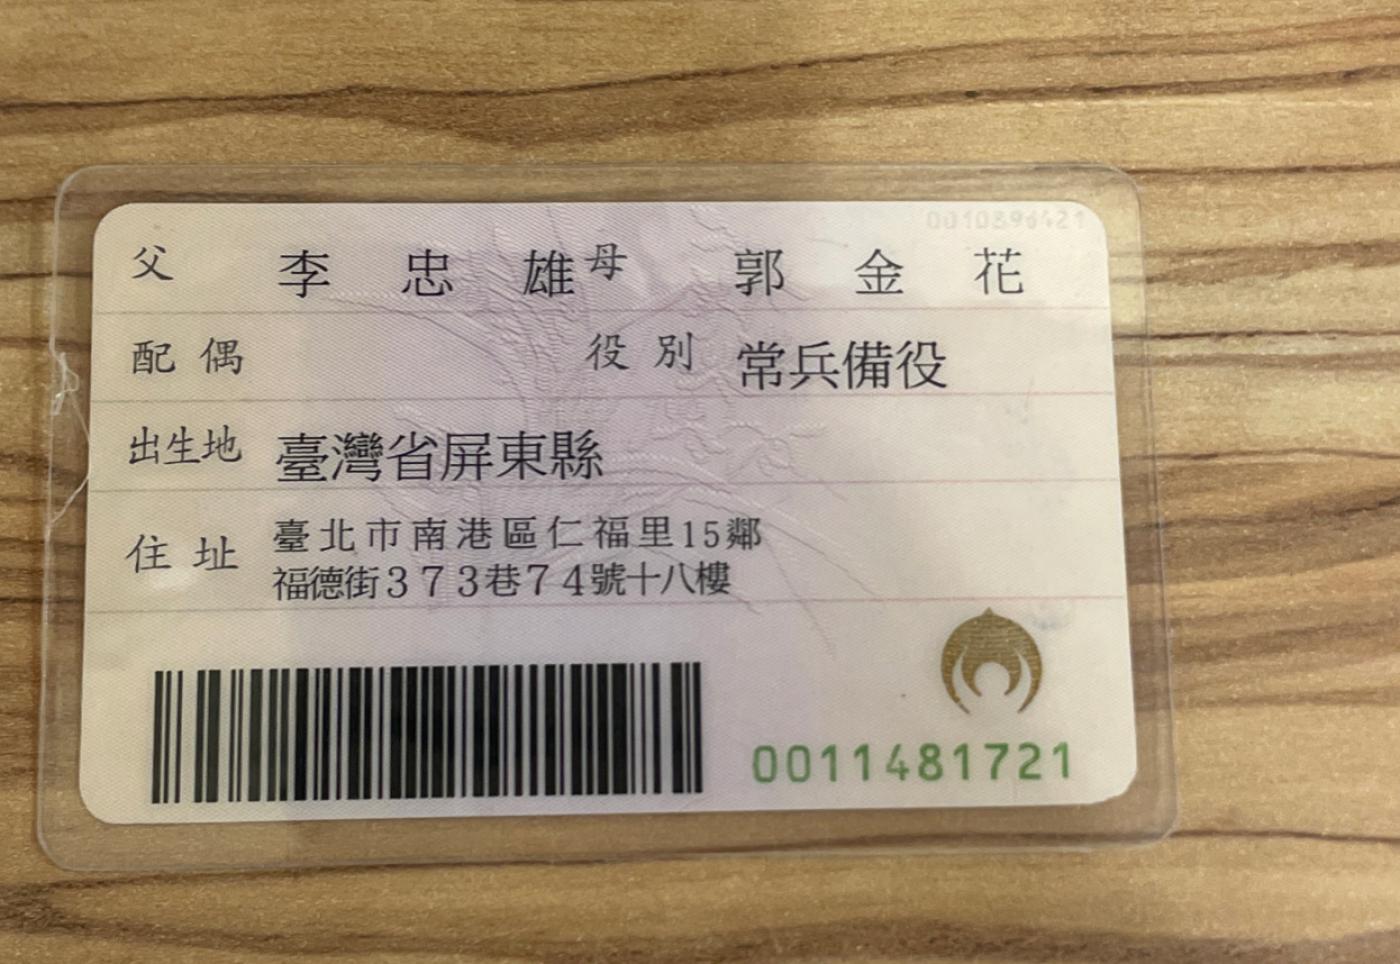 0010896421
父 李 忠 雄 母 郭 金 花
配偶 役別 常兵備役
出生地 臺灣省屏東縣
住址 臺北市南港區仁福里15鄰
福德街373巷74號十八樓
0011481721